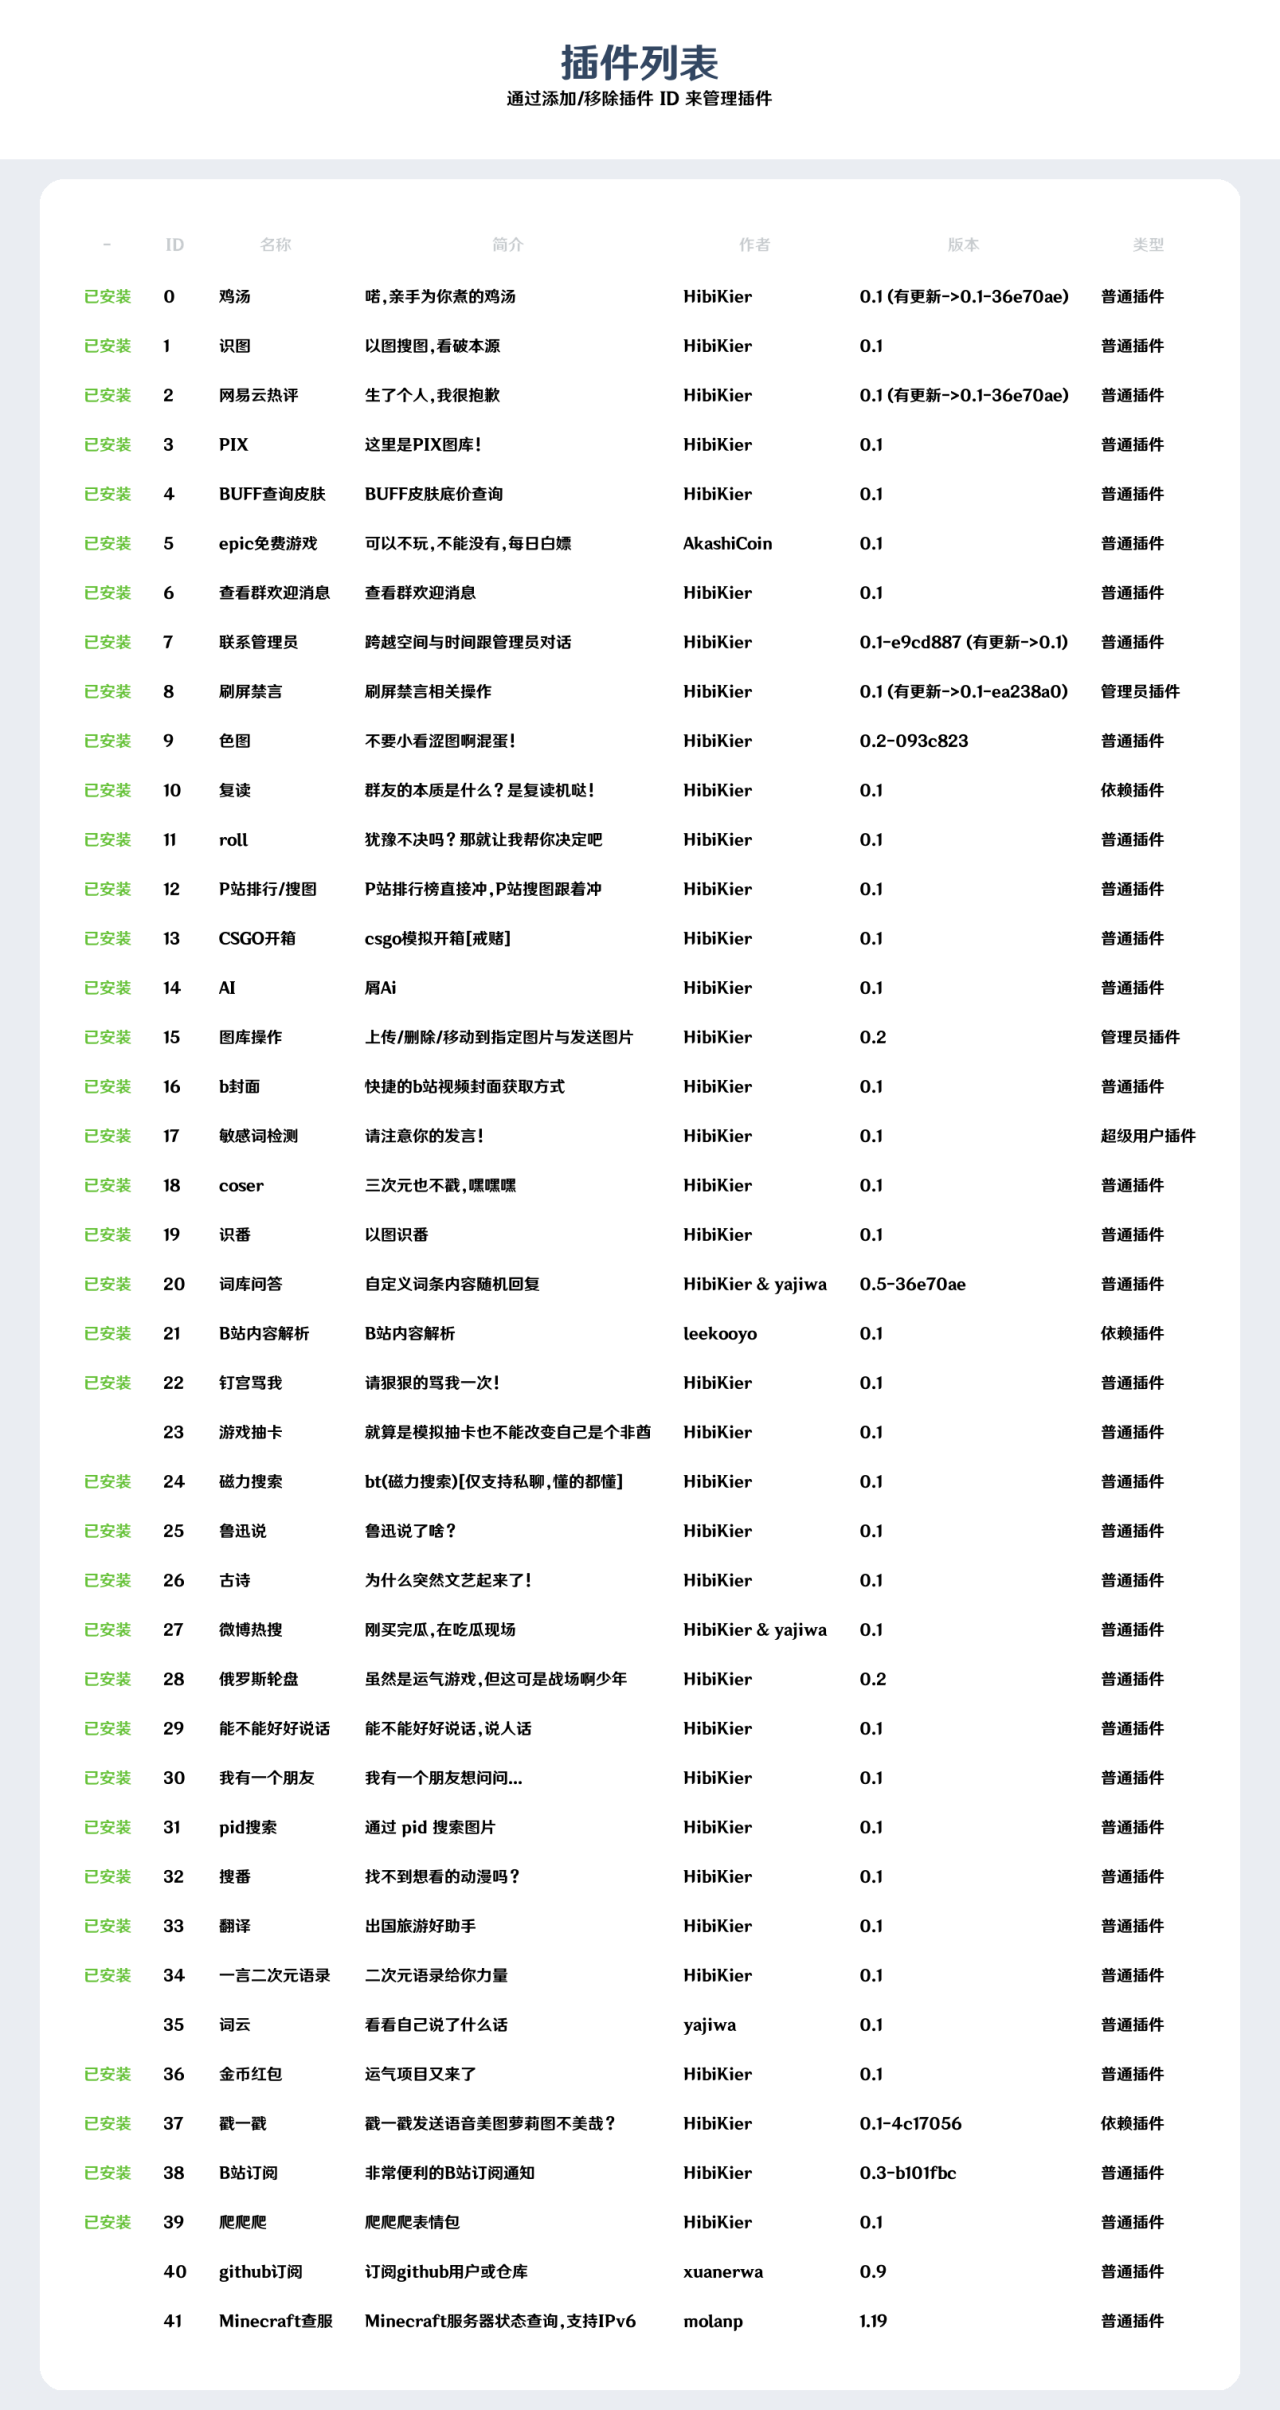 插件列表
通过添加/移除插件 ID 来管理插件
- ID 名称 简介 作者 版本 类型
已安装 0 鸡汤 喏,亲手为你煮的鸡汤 HibiKier 0.1 (有更新->0.1-36e70ae) 普通插件
已安装 1 识图 以图搜图,看破本源 HibiKier 0.1 普通插件
已安装 2 网易云热评 生了个人,我很抱歉 HibiKier 0.1 (有更新->0.1-36e70ae) 普通插件
已安装 3 PIX 这里是PIX图库! HibiKier 0.1 普通插件
已安装 4 BUFF查询皮肤 BUFF皮肤底价查询 HibiKier 0.1 普通插件
已安装 5 epic免费游戏 可以不玩,不能没有,每日白嫖 AkashiCoin 0.1 普通插件
已安装 6 查看群欢迎消息 查看群欢迎消息 HibiKier 0.1 普通插件
已安装 7 联系管理员 跨越空间与时间跟管理员对话 HibiKier 0.1-e9cd887 (有更新->0.1) 普通插件
已安装 8 刷屏禁言 刷屏禁言相关操作 HibiKier 0.1 (有更新->0.1-ea238a0) 管理员插件
已安装 9 色图 不要小看涩图啊混蛋! HibiKier 0.2-093c823 普通插件
已安装 10 复读 群友的本质是什么?是复读机哒! HibiKier 0.1 依赖插件
已安装 11 roll 犹豫不决吗?那就让我帮你决定吧 HibiKier 0.1 普通插件
已安装 12 P站排行/搜图 P站排行榜直接冲,P站搜图跟着冲 HibiKier 0.1 普通插件
已安装 13 CSGO开箱 csgo模拟开箱[戒赌] HibiKier 0.1 普通插件
已安装 14 AI 屑Ai HibiKier 0.1 普通插件
已安装 15 图库操作 上传/删除/移动到指定图片与发送图片 HibiKier 0.2 管理员插件
已安装 16 b封面 快捷的b站视频封面获取方式 HibiKier 0.1 普通插件
已安装 17 敏感词检测 请注意你的发言! HibiKier 0.1 超级用户插件
已安装 18 coser 三次元也不戳,嘿嘿嘿 HibiKier 0.1 普通插件
已安装 19 识番 以图识番 HibiKier 0.1 普通插件
已安装 20 词库问答 自定义词条内容随机回复 HibiKier & yajiwa 0.5-36e70ae 普通插件
已安装 21 B站内容解析 B站内容解析 leekooyo 0.1 依赖插件
已安装 22 钉宫骂我 请狠狠的骂我一次! HibiKier 0.1 普通插件
23 游戏抽卡 就算是模拟抽卡也不能改变自己是个非酋 HibiKier 0.1 普通插件
已安装 24 磁力搜索 bt(磁力搜索)[仅支持私聊,懂的都懂] HibiKier 0.1 普通插件
已安装 25 鲁迅说 鲁迅说了啥? HibiKier 0.1 普通插件
已安装 26 古诗 为什么突然文艺起来了! HibiKier 0.1 普通插件
已安装 27 微博热搜 刚买完瓜,在吃瓜现场 HibiKier & yajiwa 0.1 普通插件
已安装 28 俄罗斯轮盘 虽然是运气游戏,但这可是战场啊少年 HibiKier 0.2 普通插件
已安装 29 能不能好好说话 能不能好好说话,说人话 HibiKier 0.1 普通插件
已安装 30 我有一个朋友 我有一个朋友想问问... HibiKier 0.1 普通插件
已安装 31 pid搜索 通过 pid 搜索图片 HibiKier 0.1 普通插件
已安装 32 搜番 找不到想看的动漫吗? HibiKier 0.1 普通插件
已安装 33 翻译 出国旅游好助手 HibiKier 0.1 普通插件
已安装 34 一言二次元语录 二次元语录给你力量 HibiKier 0.1 普通插件
35 词云 看看自己说了什么话 yajiwa 0.1 普通插件
已安装 36 金币红包 运气项目又来了 HibiKier 0.1 普通插件
已安装 37 戳一戳 戳一戳发送语音美图萝莉图不美哉? HibiKier 0.1-4c17056 依赖插件
已安装 38 B站订阅 非常便利的B站订阅通知 HibiKier 0.3-b101fbc 普通插件
已安装 39 爬爬爬 爬爬爬表情包 HibiKier 0.1 普通插件
40 github订阅 订阅github用户或仓库 xuanerwa 0.9 普通插件
41 Minecraft查服 Minecraft服务器状态查询,支持IPv6 molanp 1.19 普通插件